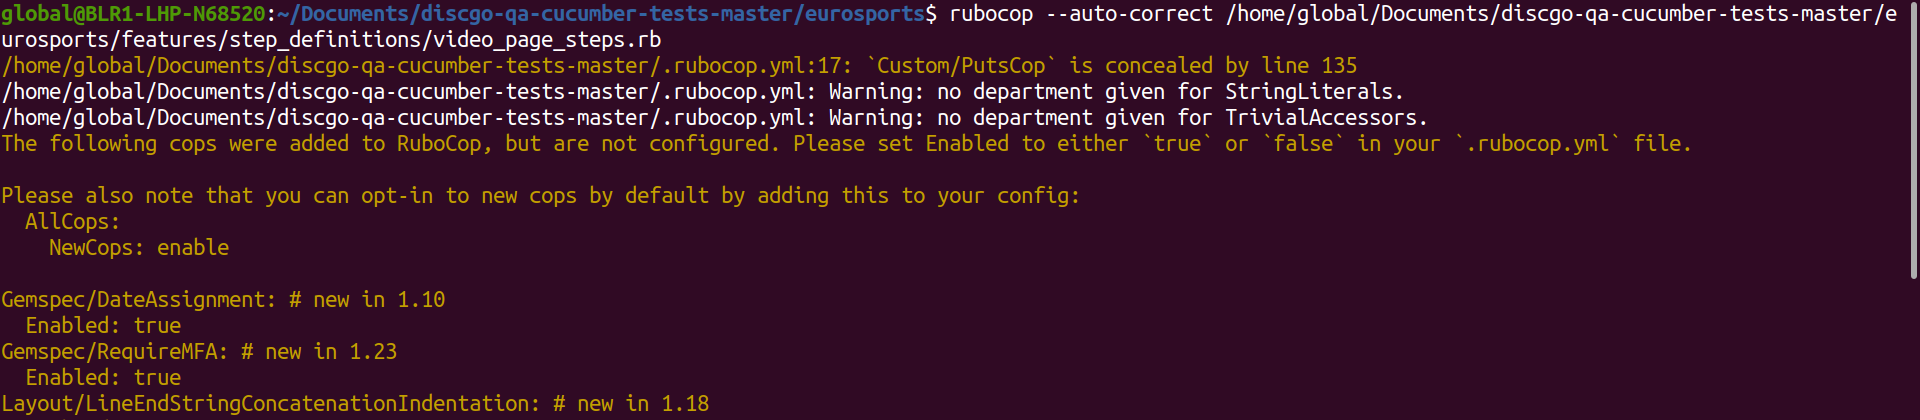 global@BLR1-LHP-N68520:~/Documents/discgo-qa-cucumber-tests-master/eurosports$ rubocop --auto-correct /home/global/Documents/discgo-qa-cucumber-tests-master/e
urosports/features/step_definitions/video_page_steps.rb
/home/global/Documents/discgo-qa-cucumber-tests-master/.rubocop.yml:17: `Custom/PutsCop` is concealed by line 135
/home/global/Documents/discgo-qa-cucumber-tests-master/.rubocop.yml: Warning: no department given for StringLiterals.
/home/global/Documents/discgo-qa-cucumber-tests-master/.rubocop.yml: Warning: no department given for TrivialAccessors.
The following cops were added to RuboCop, but are not configured. Please set Enabled to either `true` or `false` in your `.rubocop.yml` file.

Please also note that you can opt-in to new cops by default by adding this to your config:
  AllCops:
    NewCops: enable

Gemspec/DateAssignment: # new in 1.10
  Enabled: true
Gemspec/RequireMFA: # new in 1.23
  Enabled: true
Layout/LineEndStringConcatenationIndentation: # new in 1.18